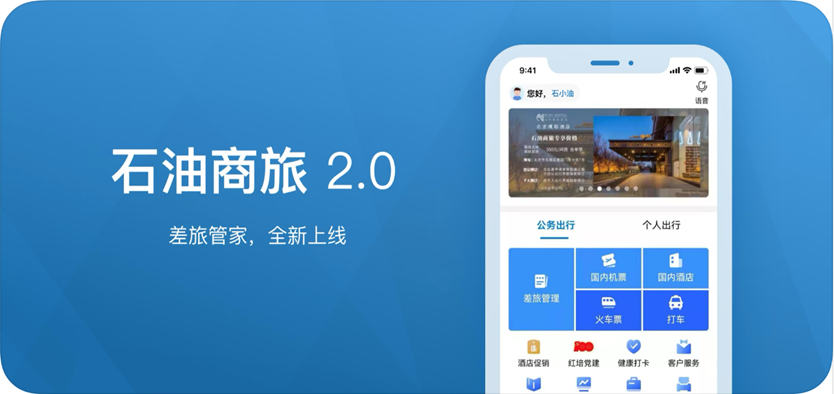 石油商旅 2.0
差旅管家，全新上线
9:41
您好，石小油
语音
石油商旅专享价格
公务出行
个人出行
差旅管理
国内机票
国内酒店
火车票
打车
酒店促销
红培党建
健康打卡
客户服务